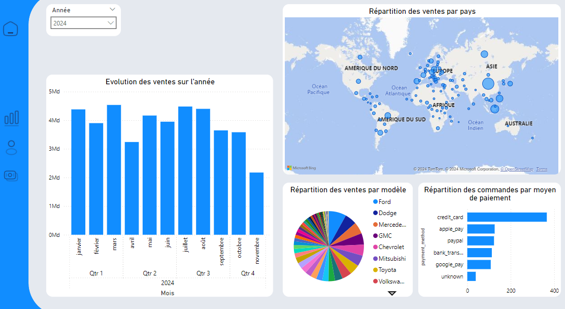 Année
2024
Evolution des ventes sur l'année
5Md
4Md
3Md
2Md
1Md
0Md
janvier
février
mars
avril
mai
juin
juillet
août
septembre
octobre
novembre
Qtr 1
Qtr 2
Qtr 3
Qtr 4
2024
Mois
Répartition des ventes par pays
AMÉRIQUE DU NORD
EUROPE
ASIE
Océan
Pacifique
Océan
Atlantique
AFRIQUE
AMÉRIQUE DU SUD
Océan
Indien
AUSTRALIE
Microsoft Bing
© 2024 TomTom, © 2024 Microsoft Corporation, © OpenStreetMap, Terms
Répartition des ventes par modèle
Ford
Dodge
Mercede...
GMC
Chevrolet
Mitsubishi
Toyota
Volkswa...
Répartition des commandes par moyen
de paiement
payment_method
credit_card
apple_pay
paypal
bank_trans...
google_pay
unknown
0
200
400